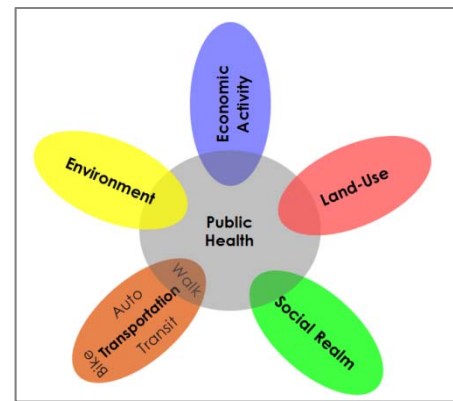 Economic
Activity
Environment
Land-Use
Public
Health
Walk
Auto
Transportation
Bike
Transit
Social Realm